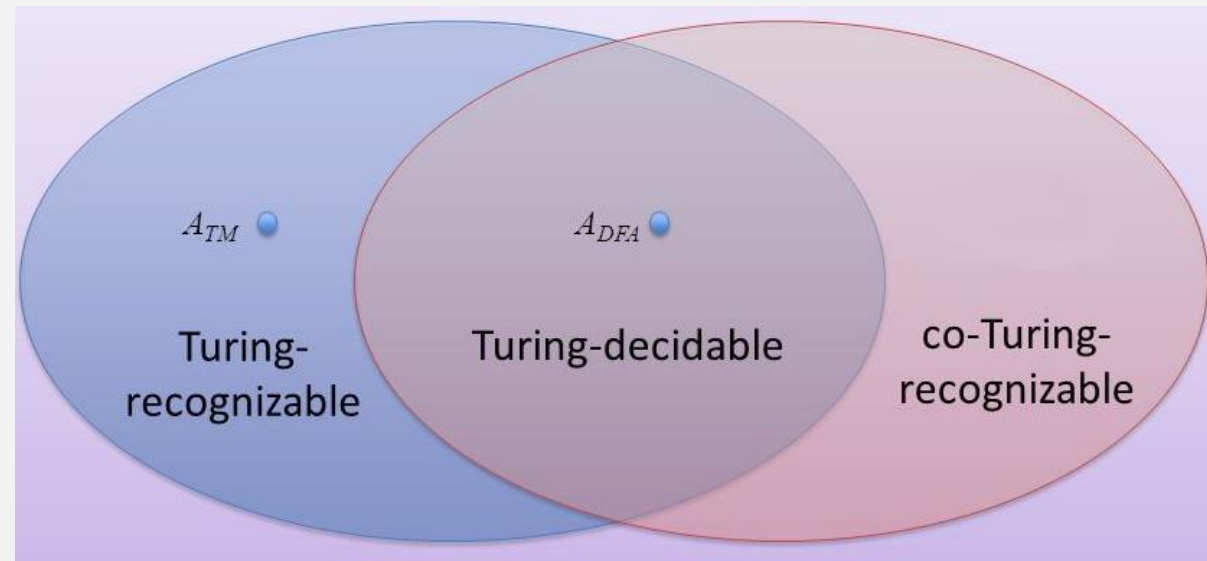 A_TM
A_DFA
Turing-
recognizable
Turing-decidable
co-Turing-
recognizable